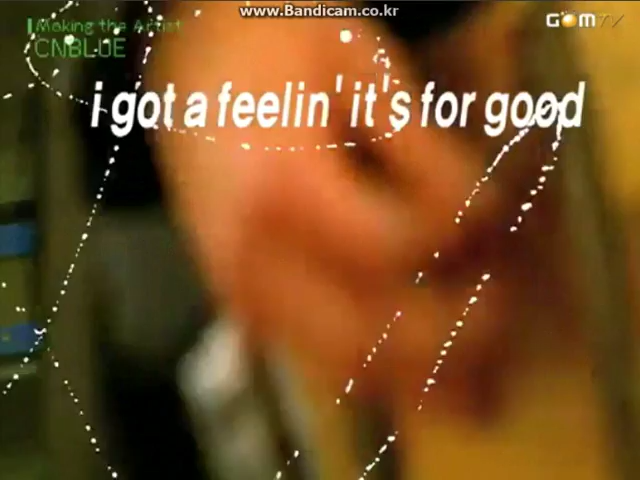 www.Bandicam.co.kr
Making the Artist
CNBLUE
GOMTV
i got a feelin' it's for good